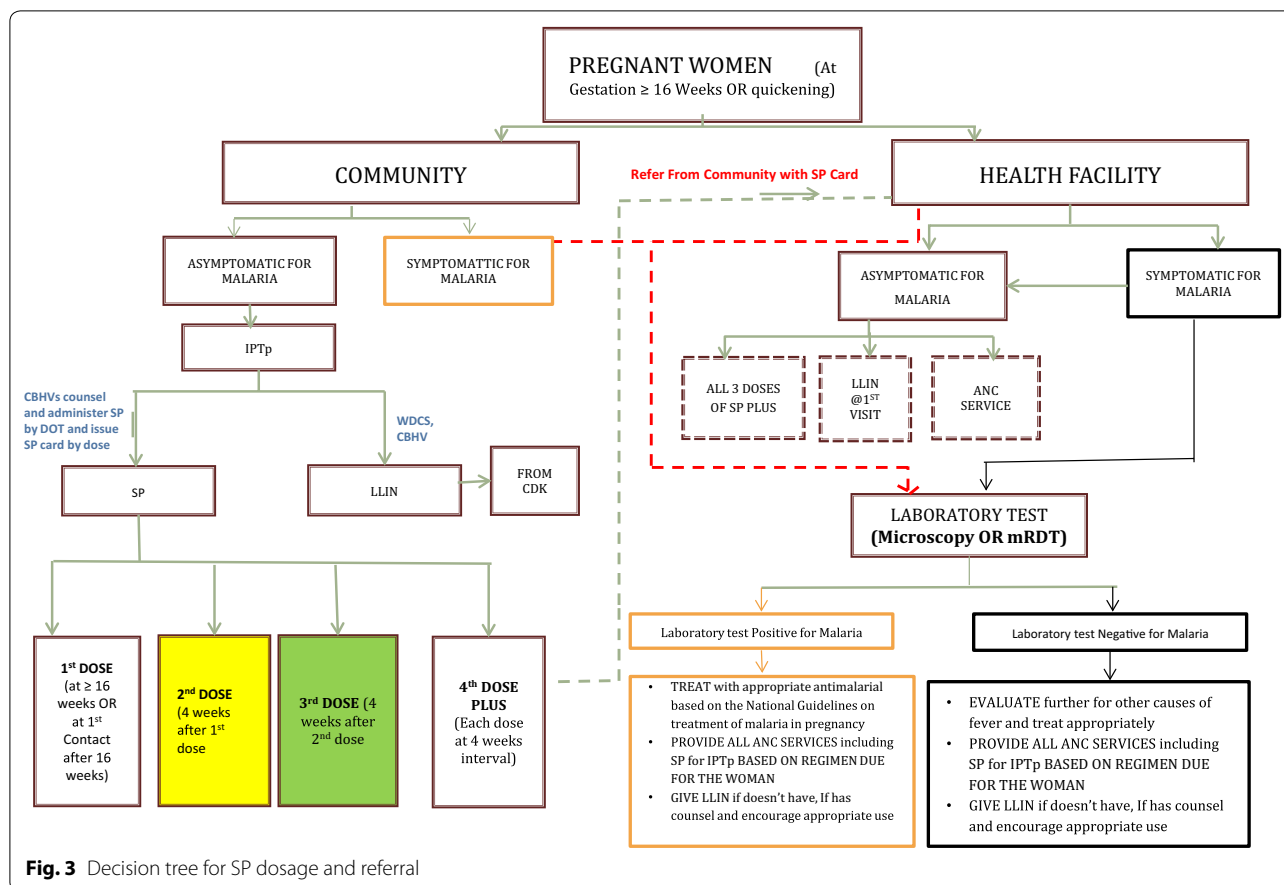 PREGNANT WOMEN (At
Gestation ≥ 16 Weeks OR quickening)
COMMUNITY
Refer From Community with SP Card
HEALTH FACILITY
ASYMPTOMATIC FOR
MALARIA
SYMPTOMATTIC FOR
MALARIA
ASYMPTOMATIC FOR
MALARIA
SYMPTOMATIC FOR
MALARIA
IPTp
ALL 3 DOSES
OF SP PLUS
LLIN
@1ST
VISIT
ANC
SERVICE
CBHVs counsel
and administer SP
by DOT and issue
SP card by dose
WDCS,
CBHV
SP
LLIN
FROM
CDK
LABORATORY TEST
(Microscopy OR mRDT)
1st DOSE
(at ≥ 16
weeks OR
at 1st
Contact
after 16
weeks)
2nd DOSE
(4 weeks
after 1st
dose
3rd DOSE (4
weeks after
2nd dose
4th DOSE
PLUS
(Each dose
at 4 weeks
interval)
Laboratory test Positive for Malaria
Laboratory test Negative for Malaria
• TREAT with appropriate antimalarial
based on the National Guidelines on
treatment of malaria in pregnancy
• PROVIDE ALL ANC SERVICES including
SP for IPTp BASED ON REGIMEN DUE
FOR THE WOMAN
• GIVE LLIN if doesn't have, If has
counsel and encourage appropriate use
• EVALUATE further for other causes of
fever and treat appropriately
• PROVIDE ALL ANC SERVICES including
SP for IPTp BASED ON REGIMEN DUE
FOR THE WOMAN
• GIVE LLIN if doesn't have, If has counsel
and encourage appropriate use
Fig. 3 Decision tree for SP dosage and referral